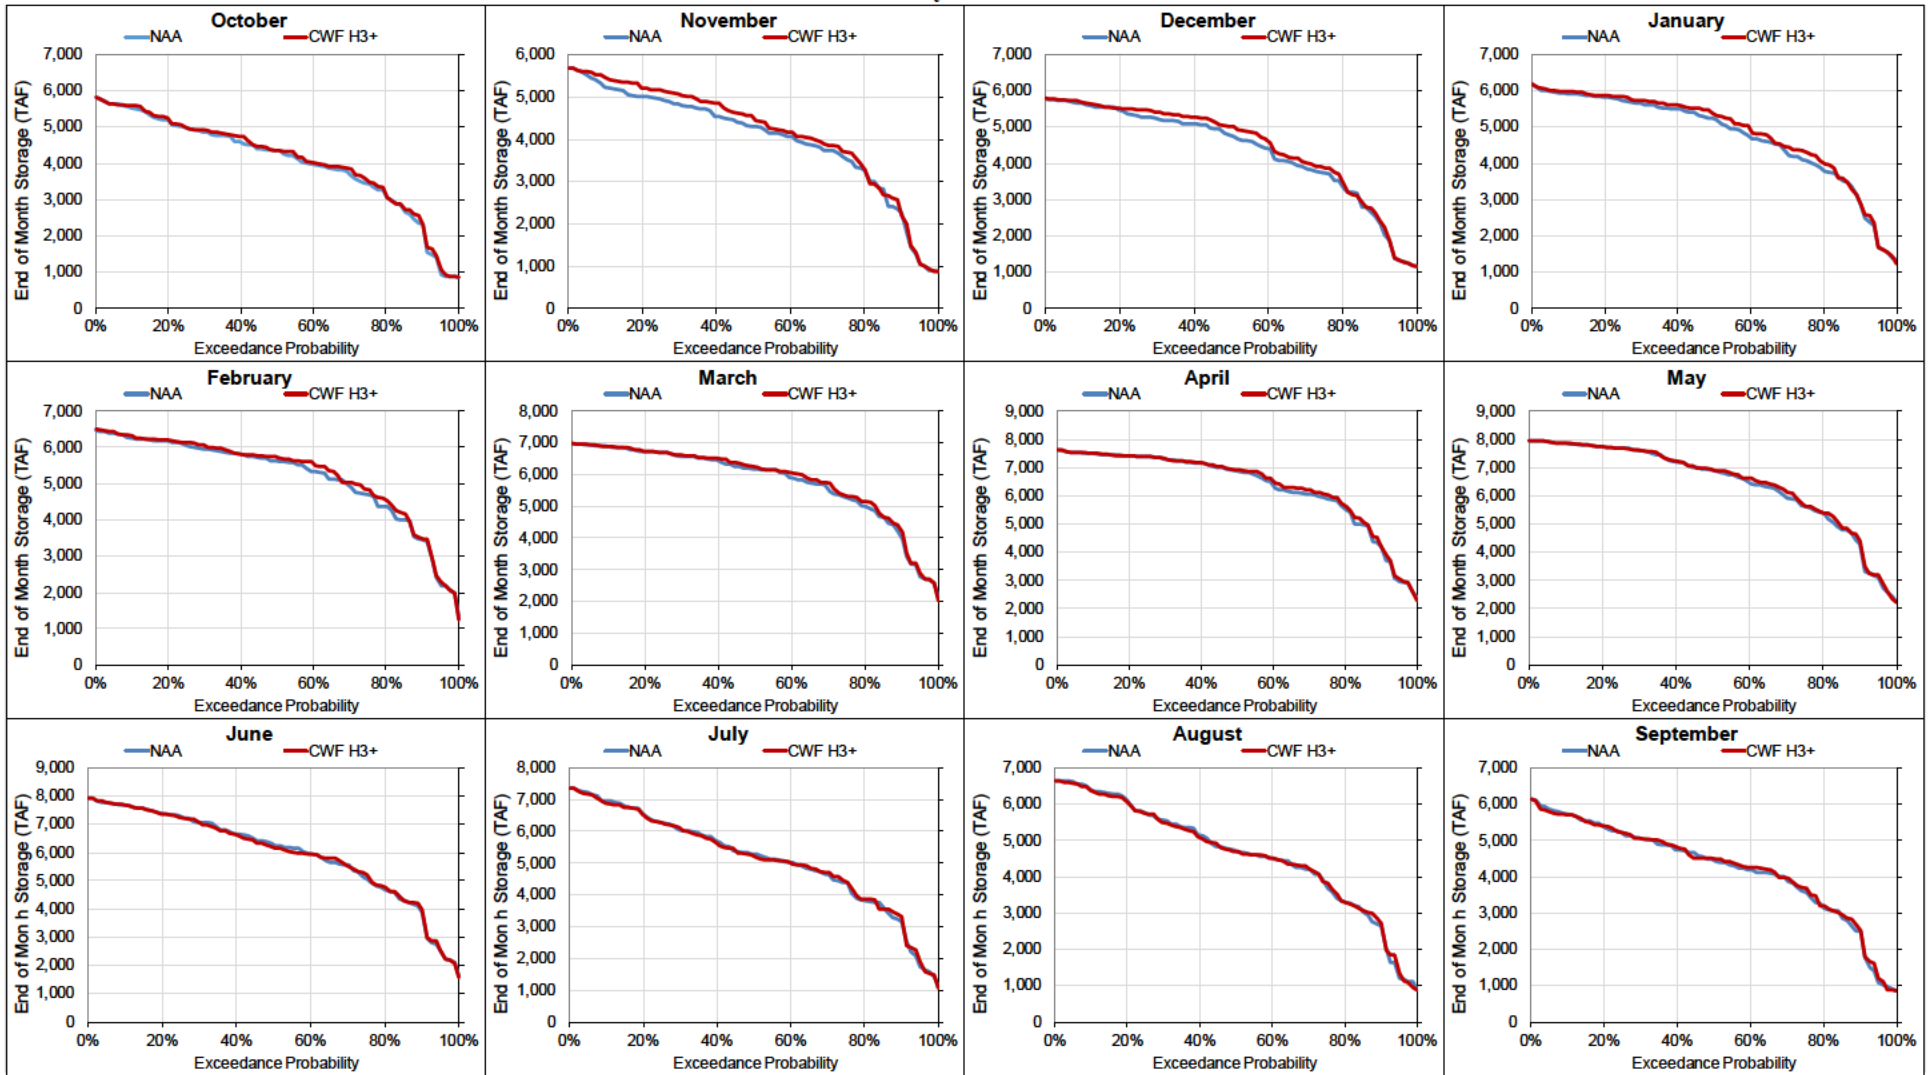 October
NAA CWF H3+
End of Month Storage (TAF)
7,000
6,000
5,000
4,000
3,000
2,000
1,000
0
0% 20% 40% 60% 80% 100%
Exceedance Probability
November
NAA CWF H3+
End of Month Storage (TAF)
6,000
5,000
4,000
3,000
2,000
1,000
0
0% 20% 40% 60% 80% 100%
Exceedance Probability
December
NAA CWF H3+
End of Month Storage (TAF)
7,000
6,000
5,000
4,000
3,000
2,000
1,000
0
0% 20% 40% 60% 80% 100%
Exceedance Probability
January
NAA CWF H3+
End of Month Storage (TAF)
7,000
6,000
5,000
4,000
3,000
2,000
1,000
0
0% 20% 40% 60% 80% 100%
Exceedance Probability
February
NAA CWF H3+
End of Month Storage (TAF)
7,000
6,000
5,000
4,000
3,000
2,000
1,000
0
0% 20% 40% 60% 80% 100%
Exceedance Probability
March
NAA CWF H3+
End of Month Storage (TAF)
8,000
7,000
6,000
5,000
4,000
3,000
2,000
1,000
0
0% 20% 40% 60% 80% 100%
Exceedance Probability
April
NAA CWF H3+
End of Month Storage (TAF)
9,000
8,000
7,000
6,000
5,000
4,000
3,000
2,000
1,000
0
0% 20% 40% 60% 80% 100%
Exceedance Probability
May
NAA CWF H3+
End of Month Storage (TAF)
9,000
8,000
7,000
6,000
5,000
4,000
3,000
2,000
1,000
0
0% 20% 40% 60% 80% 100%
Exceedance Probability
June
NAA CWF H3+
End of Mon h Storage (TAF)
9,000
8,000
7,000
6,000
5,000
4,000
3,000
2,000
1,000
0
0% 20% 40% 60% 80% 100%
Exceedance Probability
July
NAA CWF H3+
End of Mon h Storage (TAF)
8,000
7,000
6,000
5,000
4,000
3,000
2,000
1,000
0
0% 20% 40% 60% 80% 100%
Exceedance Probability
August
NAA CWF H3+
End of Mon h Storage (TAF)
7,000
6,000
5,000
4,000
3,000
2,000
1,000
0
0% 20% 40% 60% 80% 100%
Exceedance Probability
September
NAA CWF H3+
End of Mon h Storage (TAF)
7,000
6,000
5,000
4,000
3,000
2,000
1,000
0
0% 20% 40% 60% 80% 100%
Exceedance Probability